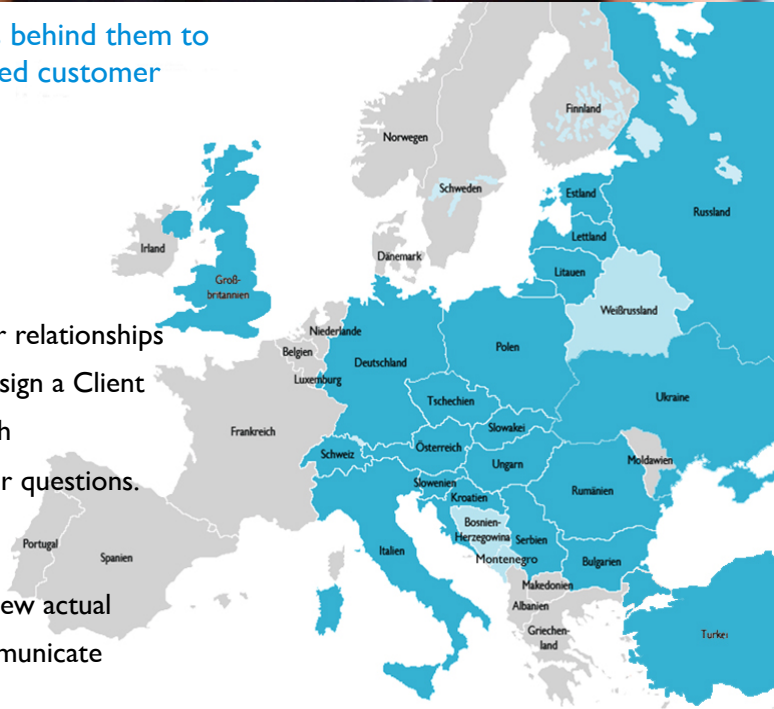 behind them to
ed customer
r relationships
sign a Client
h
r questions.
ew actual
municate
Norwegen
Finnland
Schweden
Estland
Russland
Lettland
Irland
Dänemark
Litauen
Groß-
britannien
Weißrussland
Niederlande
Belgien
Deutschland
Polen
Luxemburg
Tschechien
Ukraine
Frankreich
Slowakei
Schweiz
Österreich
Ungarn
Moldawien
Slowenien
Rumänien
Kroatien
Bosnien-
Herzegowina
Serbien
Portugal
Spanien
Italien
Montenegro
Bulgarien
Makedonien
Albanien
Griechen-
land
Türkei